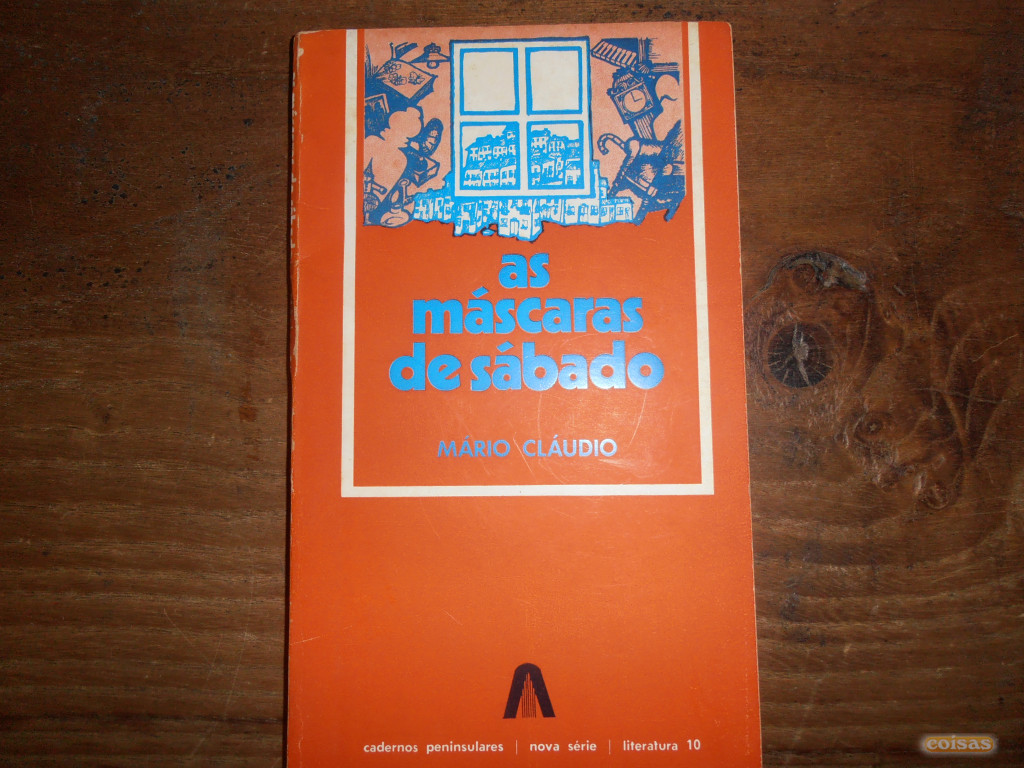 as
máscaras
de sábado
MÁRIO CLÁUDIO
cadernos peninsulares | nova série | literatura 10
coisas